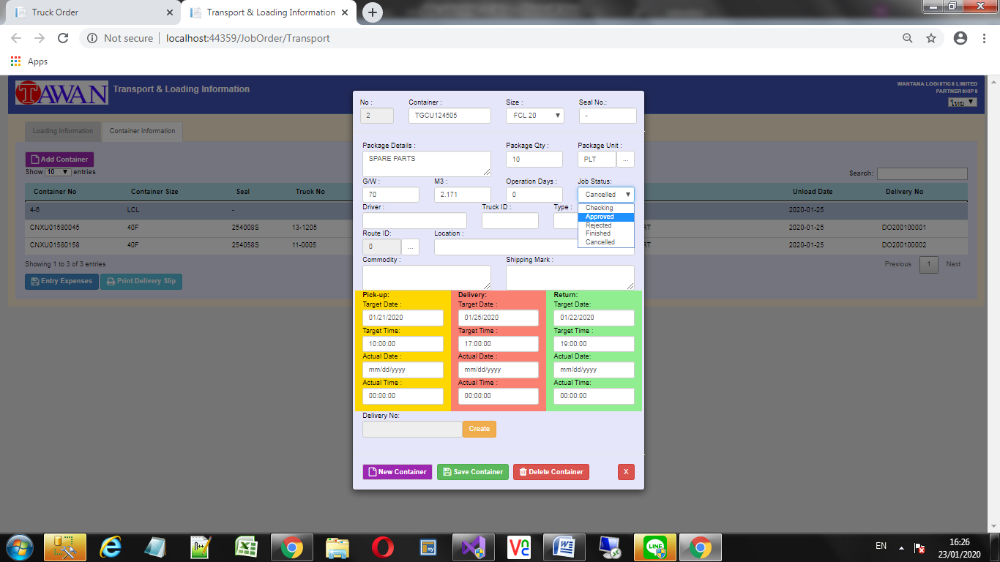 Truck Order
Transport & Loading Information
Not secure
localhost:44359/JobOrder/Transport
Apps
TAWAN
Transport & Loading Information
WANTANA LOGISTICS LIMITED
PARTNERSHIPS
ไทย
Loading Information
Container Information
Add Container
Show 10 entries
Search:
Container No
Container Size
Seal
Truck No
Unload Date
Delivery No
4-6
LCL
-
2020-01-25
CNXU01580045
40F
254008S
13-1205
RT
2020-01-25
DO200100001
CNXU01580158
40F
254058S
11-0005
RT
2020-01-25
DO200100002
Showing 1 to 3 of 3 entries
Previous
1
Next
Entry Expenses
Print Delivery Slip
No :
Container :
Size :
Seal No.:
2
TGCU124505
FCL 20
-
Package Details :
Package Qty :
Package Unit :
SPARE PARTS
10
PLT
...
G/W :
M3 :
Operation Days :
Job Status:
70
2.171
0
Cancelled
Checking
Approved
Rejected
Finished
Cancelled
Driver :
Truck ID :
Type :
Route ID:
Location :
0
...
Commodity :
Shipping Mark :
Pick-up:
Target Date :
01/21/2020
Target Time:
10:00:00
Actual Date :
mm/dd/yyyy
Actual Time :
00:00:00
Delivery:
Target Date :
01/25/2020
Target Time :
17:00:00
Actual Date :
mm/dd/yyyy
Actual Time :
00:00:00
Return:
Target Date:
01/22/2020
Target Time :
19:00:00
Actual Date:
mm/dd/yyyy
Actual Time:
00:00:00
Delivery No:
Create
New Container
Save Container
Delete Container
X
EN
16:26
23/01/2020